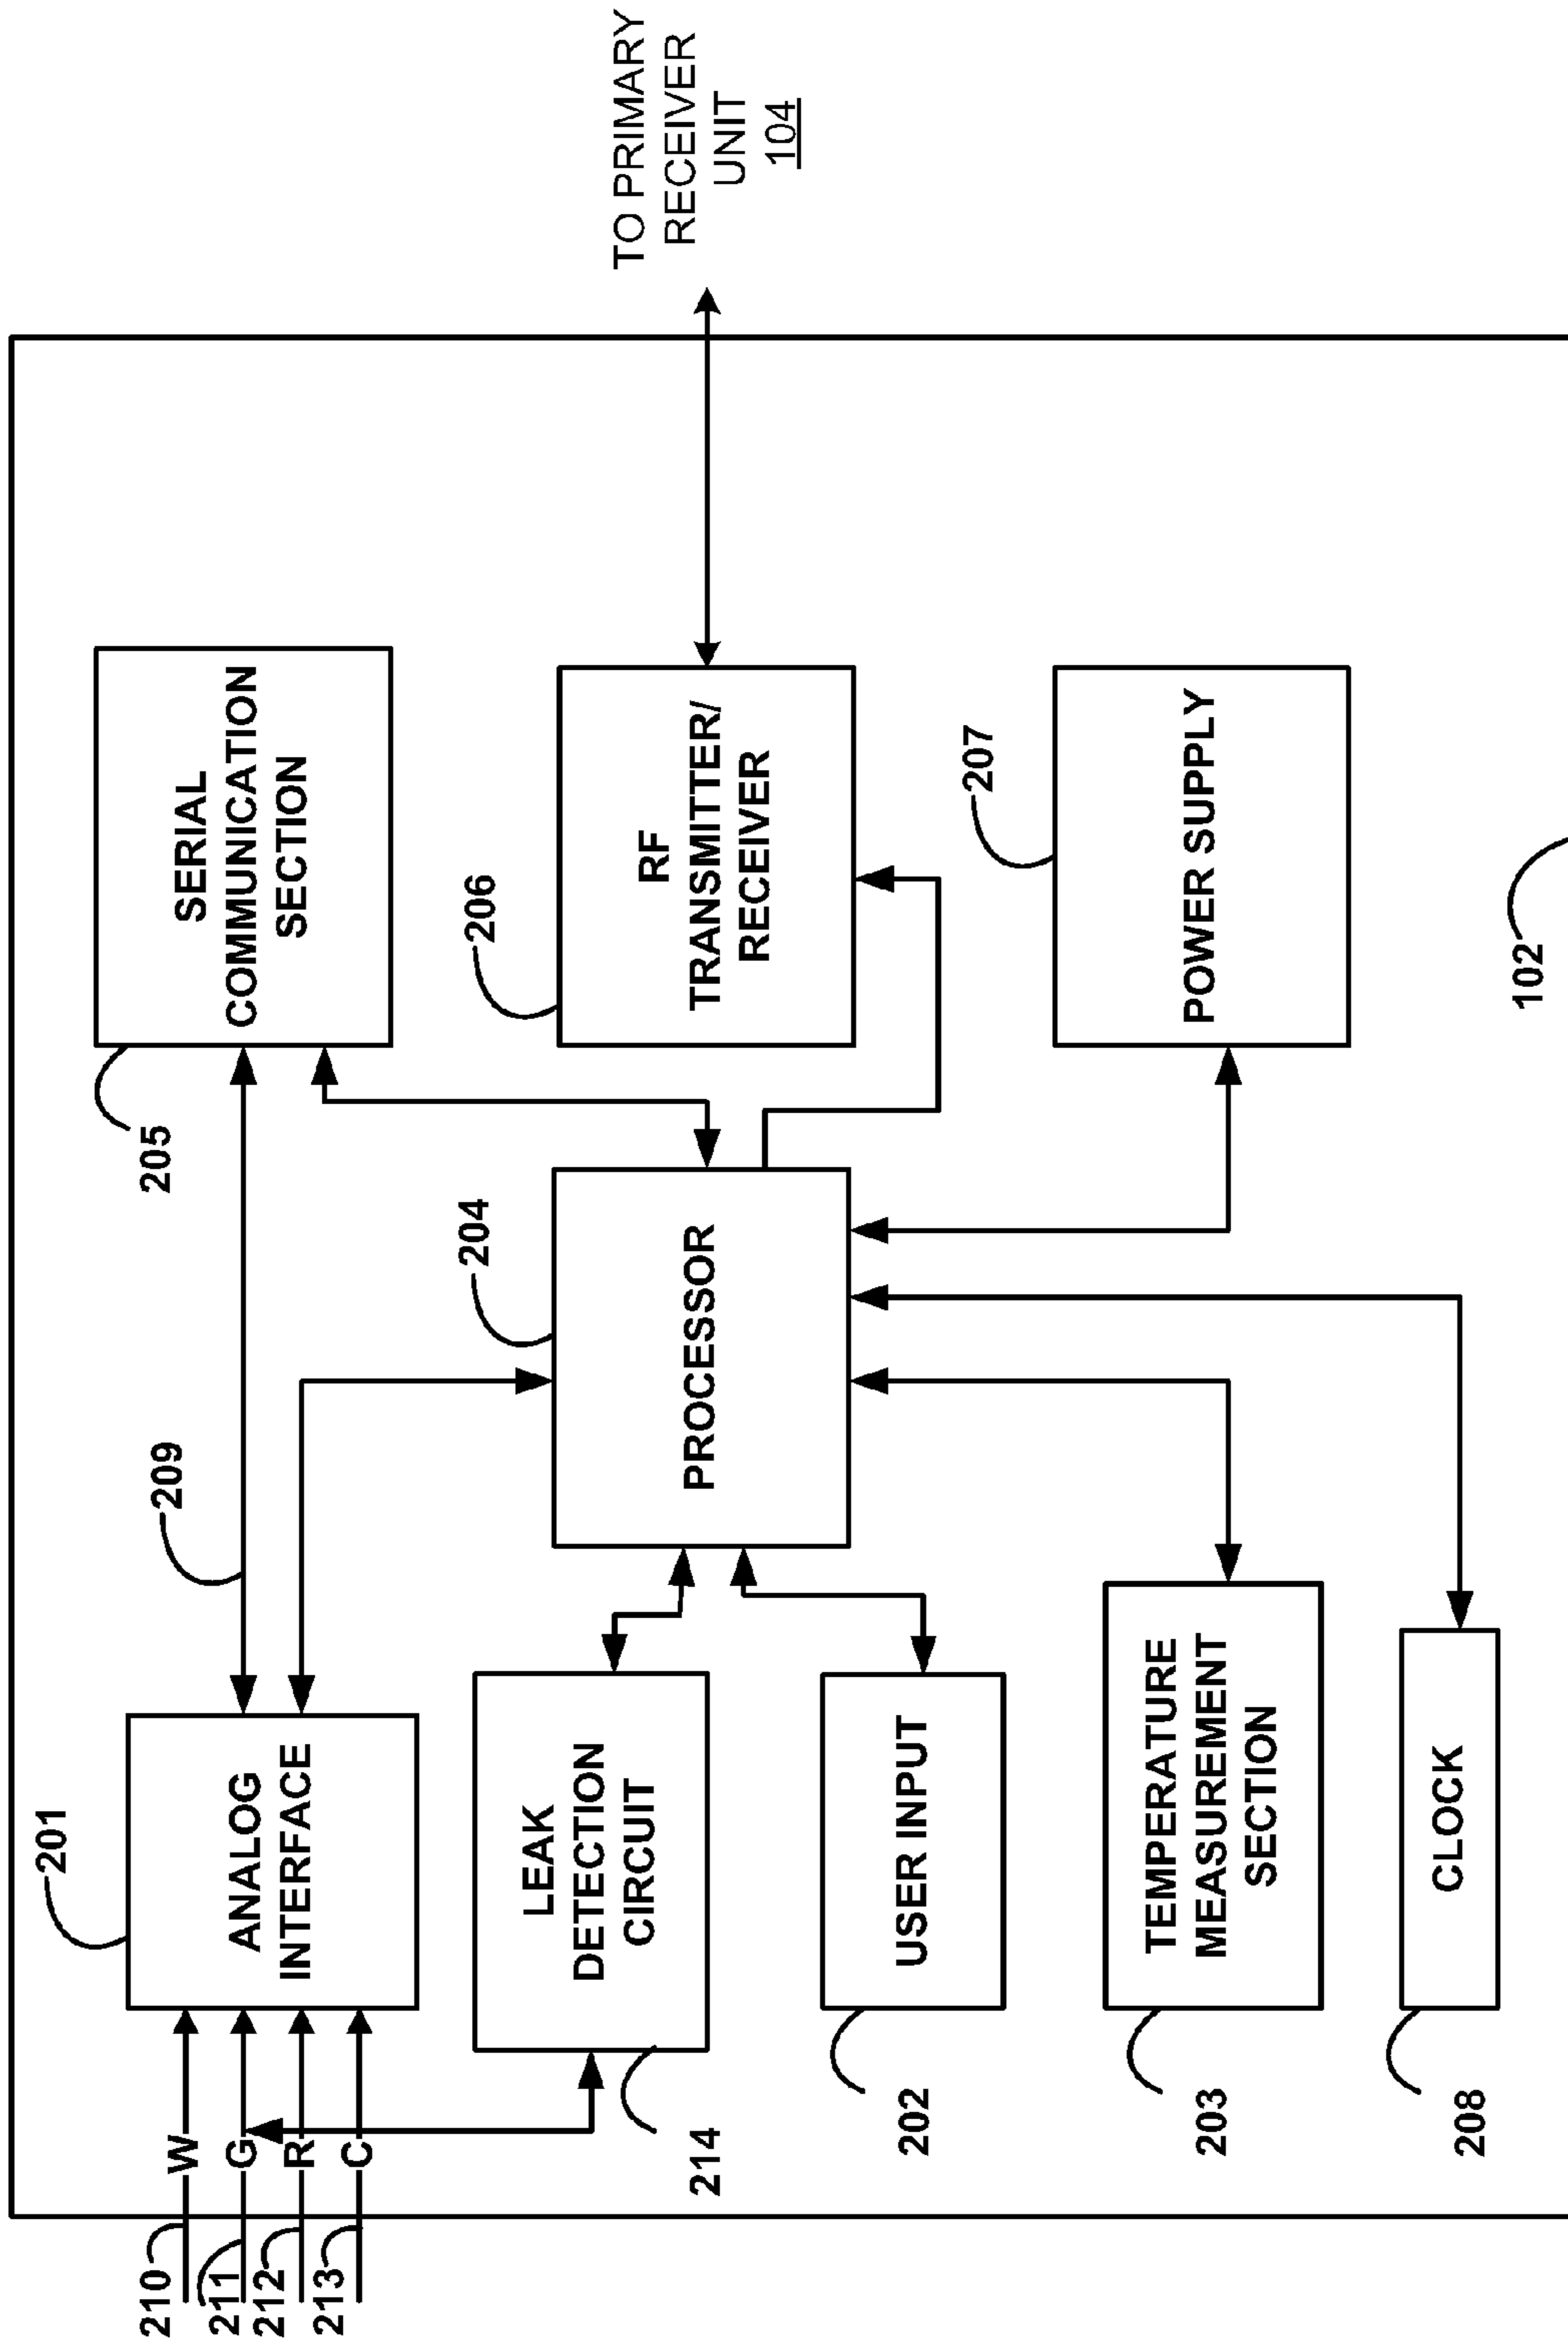 210
W
211
G
212
R
213
C
201
ANALOG
INTERFACE
209
205
SERIAL
COMMUNICATION
SECTION
214
LEAK
DETECTION
CIRCUIT
204
PROCESSOR
206
RF
TRANSMITTER/
RECEIVER
TO PRIMARY
RECEIVER
UNIT
104
202
USER INPUT
203
TEMPERATURE
MEASUREMENT
SECTION
207
POWER SUPPLY
208
CLOCK
102